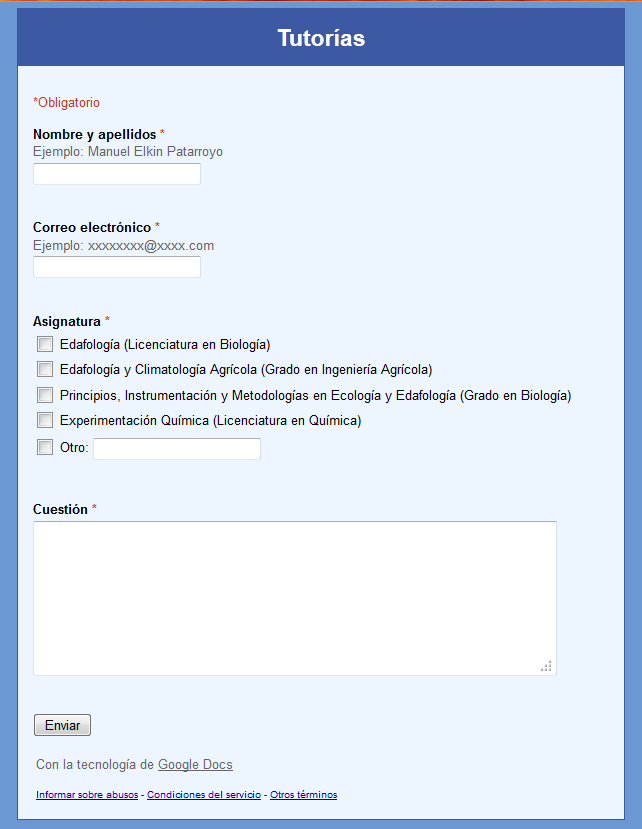 Tutorías
*Obligatorio
Nombre y apellidos *
Ejemplo: Manuel Elkin Patarroyo
Correo electrónico *
Ejemplo: xxxxxxxx@xxxx.com
Asignatura *
Edafología (Licenciatura en Biología)
Edafología y Climatología Agrícola (Grado en Ingeniería Agrícola)
Principios, Instrumentación y Metodologías en Ecología y Edafología (Grado en Biología)
Experimentación Química (Licenciatura en Química)
Otro:
Cuestión *
Enviar
Con la tecnología de Google Docs
Informar sobre abusos - Condiciones del servicio - Otros términos